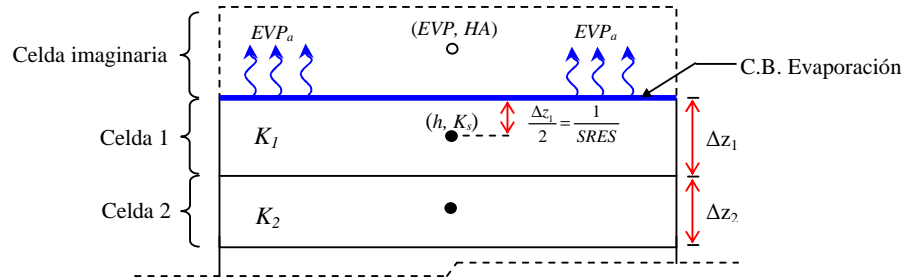 Celda imaginaria
EVPa
(EVP, HA)
EVPa
C.B. Evaporación
Celda 1
K1
(h, Ks)
Δz1/2 = 1/SRES
Δz1
Celda 2
K2
Δz2